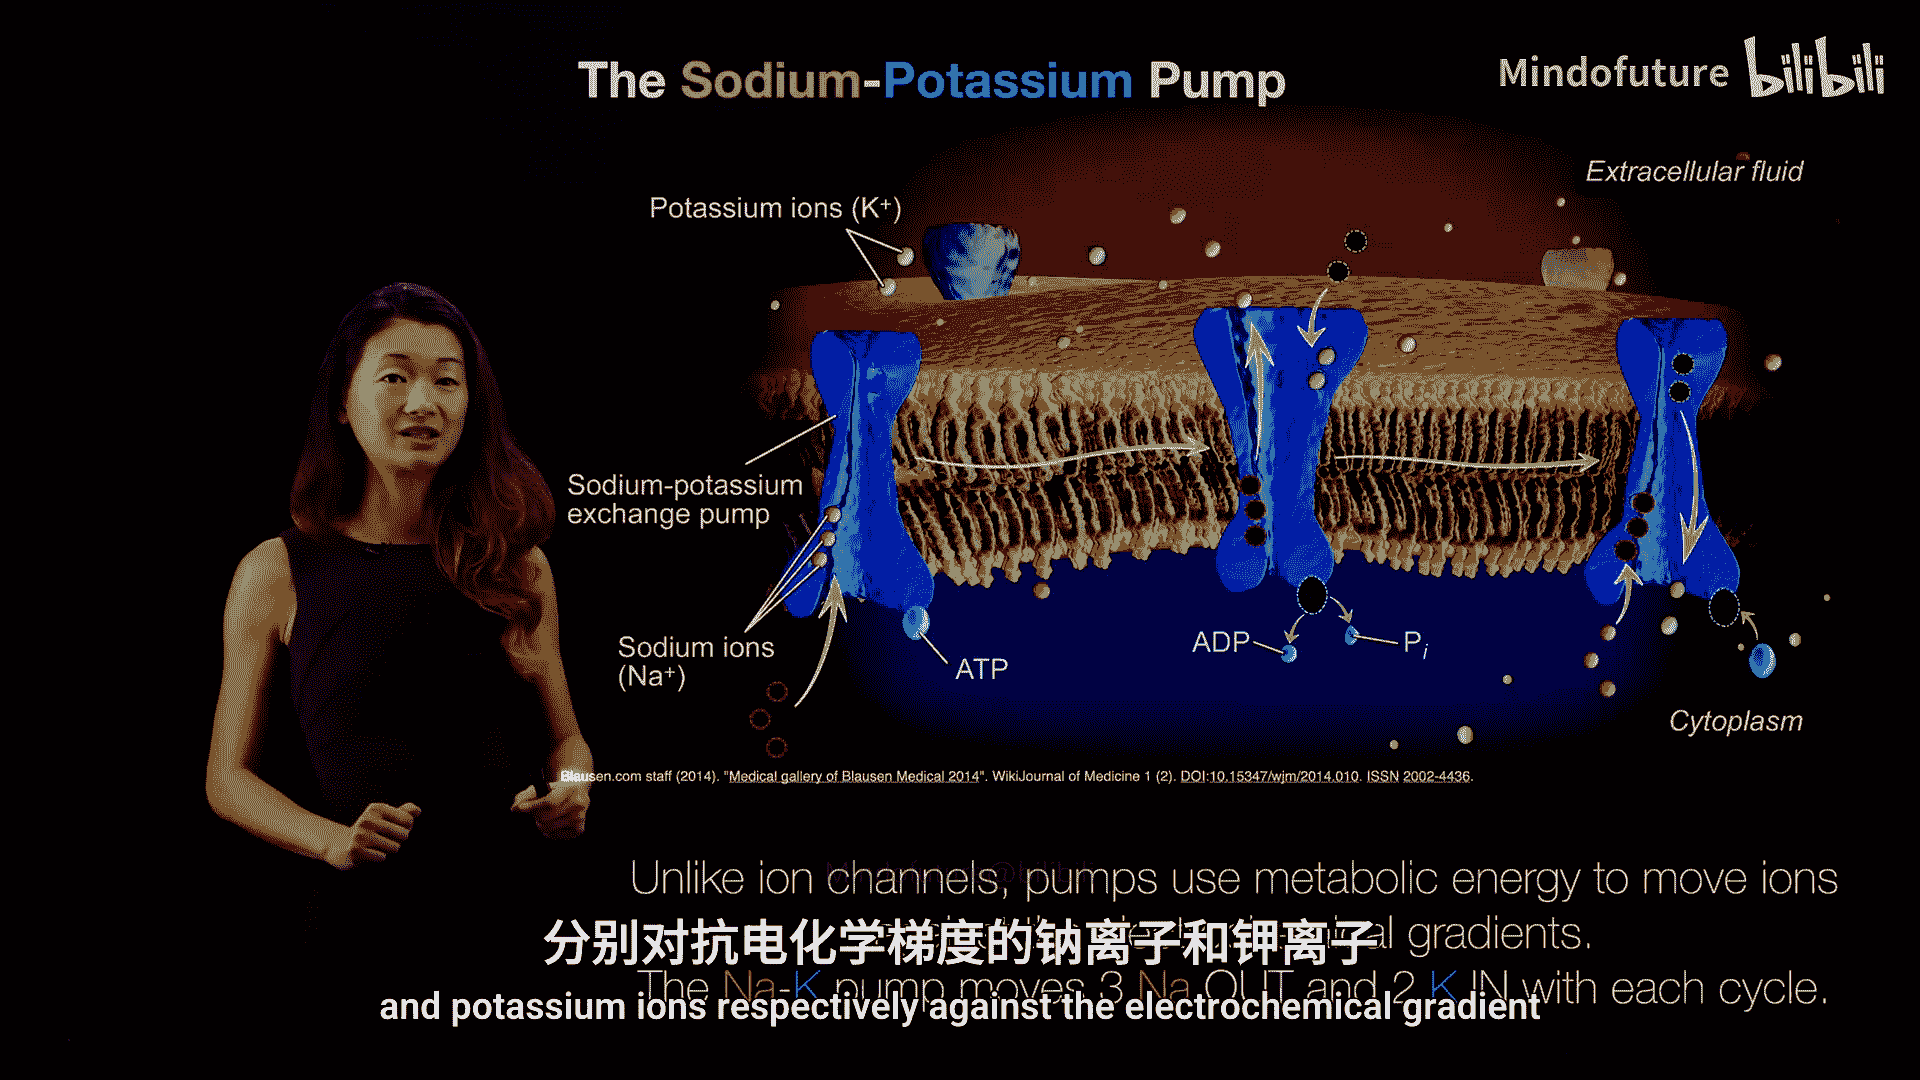 The Sodium-Potassium Pump
Mindofuture bilibili
Extracellular fluid
Potassium ions (K⁺)
Sodium-potassium
exchange pump
Sodium ions
(Na⁺)
ATP
ADP
Pi
Cytoplasm
Blausen.com staff (2014). "Medical gallery of Blausen Medical 2014". WikiJournal of Medicine 1 (2). DOI:10.15347/wjm/2014.010. ISSN 2002-4436.
Unlike ion channels, pumps use metabolic energy to move ions
gradients.
分别对抗电化学梯度的钠离子和钾离子
The Na-K pump moves 3 Na OUT and 2 K IN with each cycle.
and potassium ions respectively against the electrochemical gradient